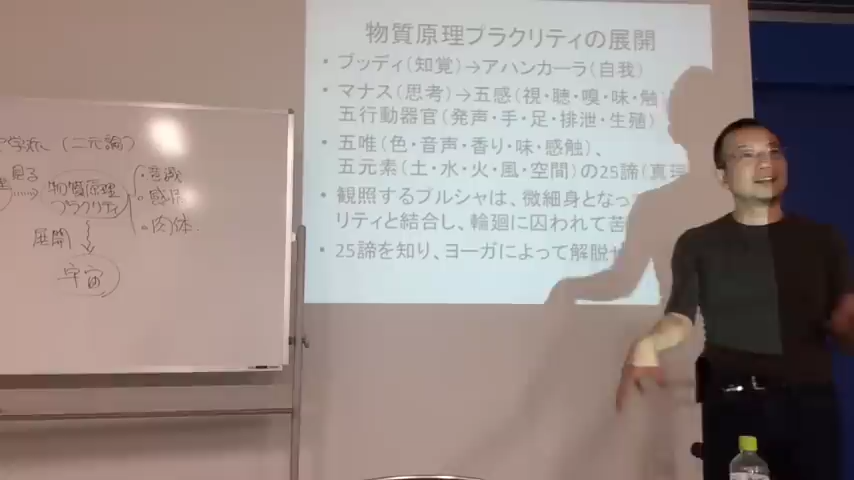 物質原理プラクリティの展開
・ブッディ(知覚)→アハンカーラ(自我)
・マナス(思考)→五感(視・聴・嗅・味・触)
五行動器官(発声・手・足・排泄・生殖)
・五唯(色・音声・香り・味・感触)、
五元素(土・水・火・風・空間)の25諦(真理
・観照するプルシャは、微細身となっ
リティと結合し、輪廻に囚われて苦
・25諦を知り、ヨーガによって解脱
学派 (二元論)
見る
物質原理
プラクリティ
・意識
・感情
・肉体
展開
宇宙